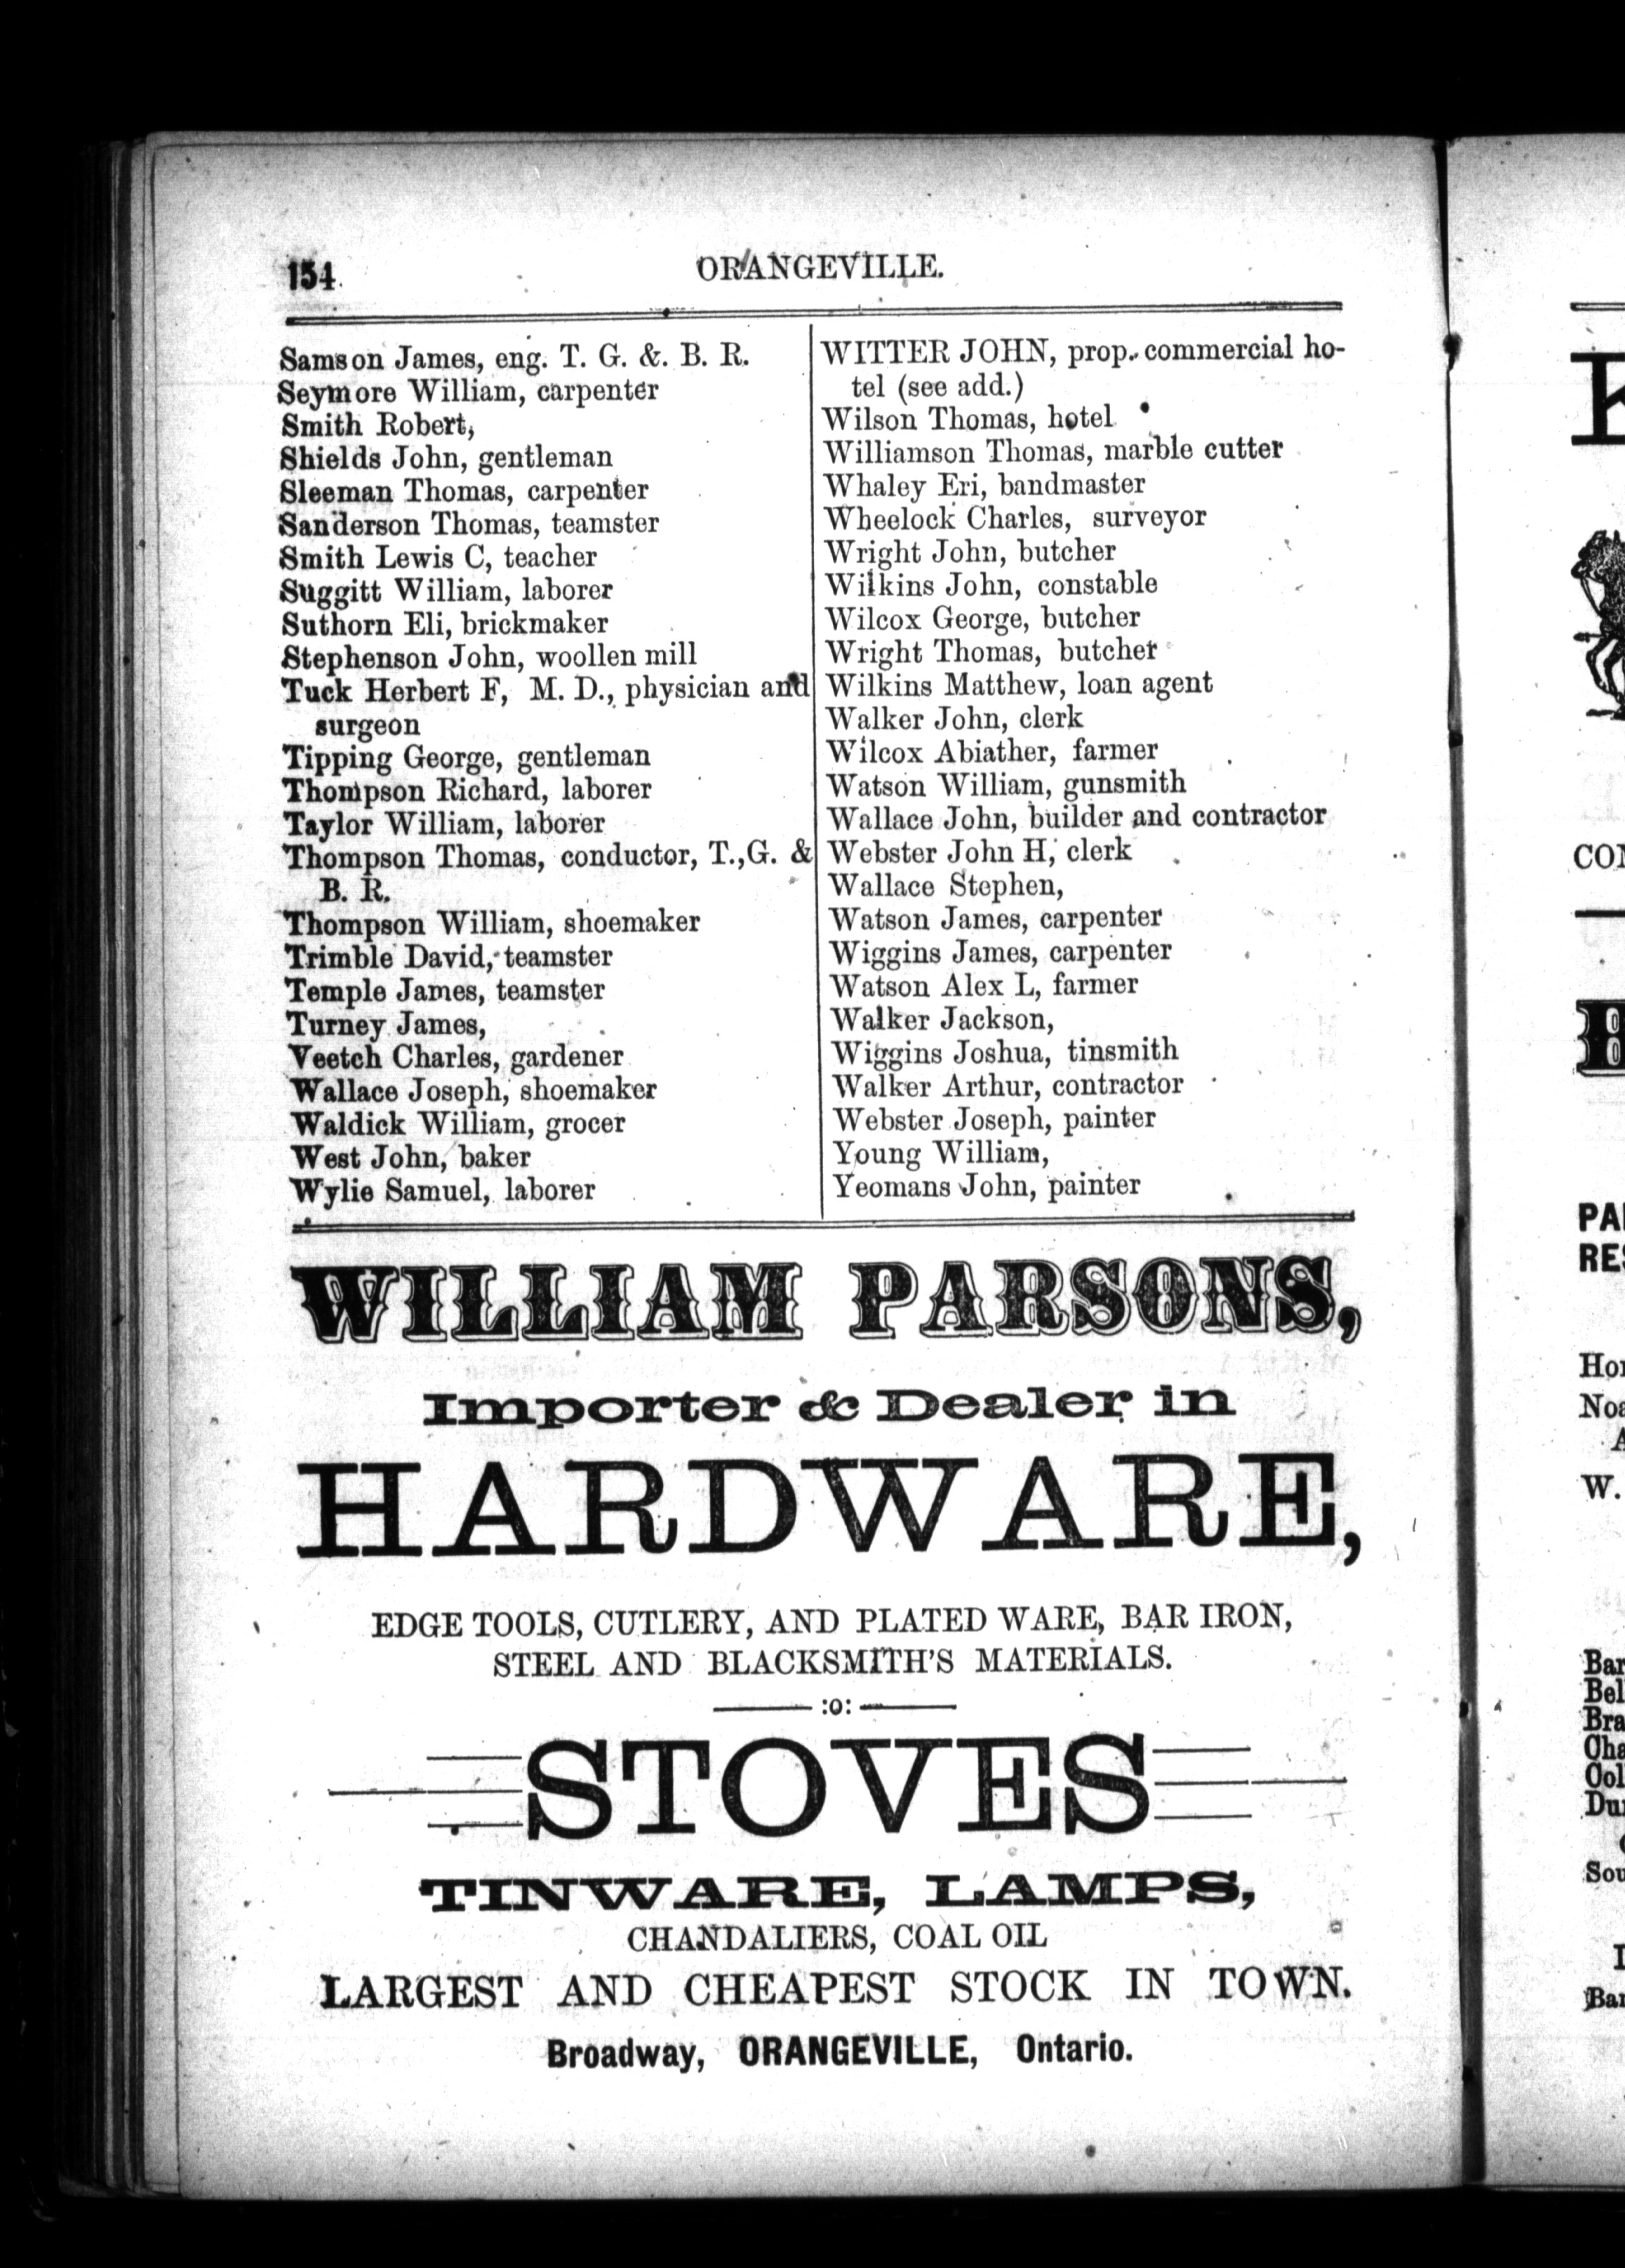 154
ORANGEVILLE.
Samson James, eng. T. G. &. B. R.
Seymore William, carpenter
Smith Robert,
Shields John, gentleman
Sleeman Thomas, carpenter
Sanderson Thomas, teamster
Smith Lewis C, teacher
Suggitt William, laborer
Suthorn Eli, brickmaker
Stephenson John, woollen mill
Tuck Herbert F, M. D., physician and
surgeon
Tipping George, gentleman
Thompson Richard, laborer
Taylor William, laborer
Thompson Thomas, conductor, T.,G. &
B. R.
Thompson William, shoemaker
Trimble David, teamster
Temple James, teamster
Turney James,
Veetch Charles, gardener
Wallace Joseph, shoemaker
Waldick William, grocer
West John, baker
Wylie Samuel, laborer
WITTER JOHN, prop. commercial ho-
tel (see add.)
Wilson Thomas, hotel
Williamson Thomas, marble cutter
Whaley Eri, bandmaster
Wheelock Charles, surveyor
Wright John, butcher
Wilkins John, constable
Wilcox George, butcher
Wright Thomas, butcher
Wilkins Matthew, loan agent
Walker John, clerk
Wilcox Abiather, farmer
Watson William, gunsmith
Wallace John, builder and contractor
Webster John H, clerk
Wallace Stephen,
Watson James, carpenter
Wiggins James, carpenter
Watson Alex L, farmer
Walker Jackson,
Wiggins Joshua, tinsmith
Walker Arthur, contractor
Webster Joseph, painter
Young William,
Yeomans John, painter
WILLIAM PARSONS,
Importer & Dealer in
HARDWARE,
EDGE TOOLS, CUTLERY, AND PLATED WARE, BAR IRON,
STEEL AND BLACKSMITH'S MATERIALS.
:o:
STOVES
TINWARE, LAMPS,
CHANDALIERS, COAL OIL
LARGEST AND CHEAPEST STOCK IN TOWN.
Broadway, ORANGEVILLE, Ontario.